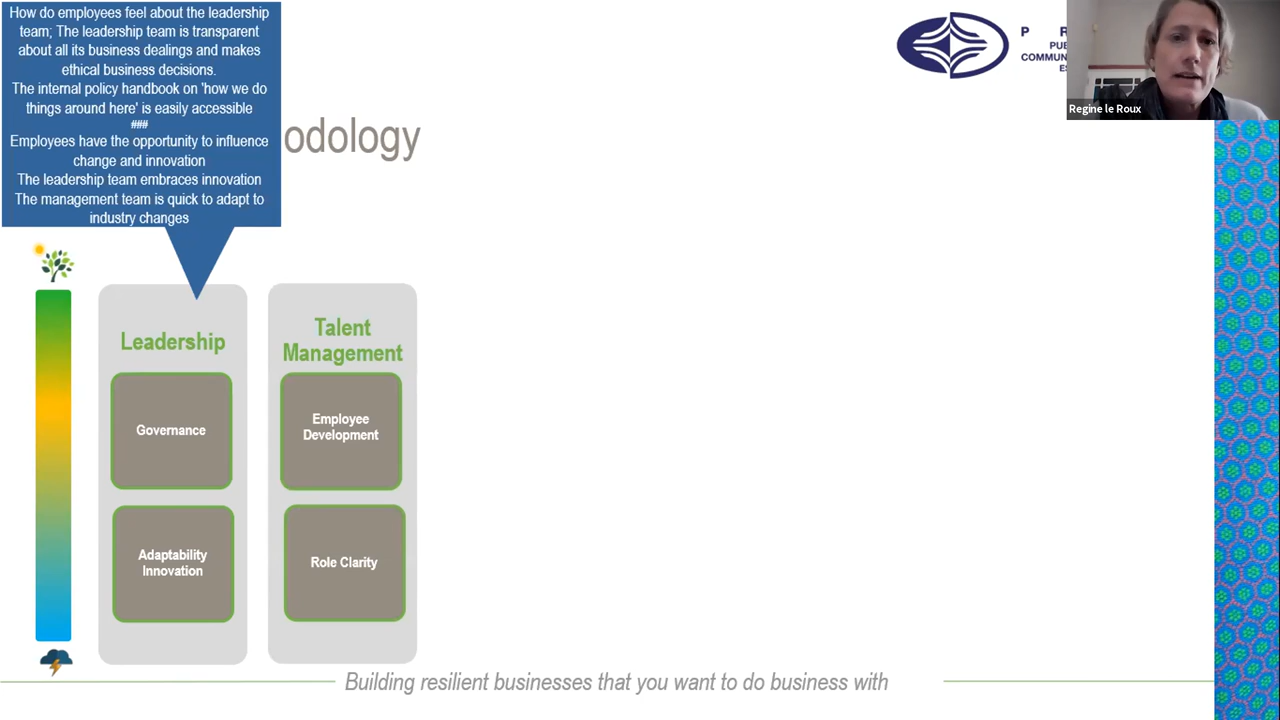 How do employees feel about the leadership
team; The leadership team is transparent
about all its business dealings and makes
ethical business decisions.
The internal policy handbook on 'how we do
things around here' is easily accessible
###
Employees have the opportunity to influence
change and innovation
The leadership team embraces innovation
The management team is quick to adapt to
industry changes
odology
P R
PUB
COMMUN
ES
Regine le Roux
Leadership
Governance
Adaptability
Innovation
Talent
Management
Employee
Development
Role Clarity
Building resilient businesses that you want to do business with